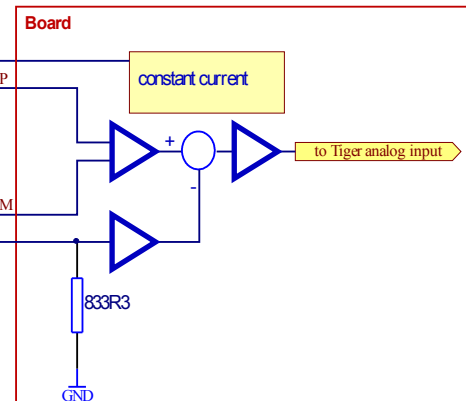 Board
constant current
P
+
to Tiger analog input
-
M
833R3
GND